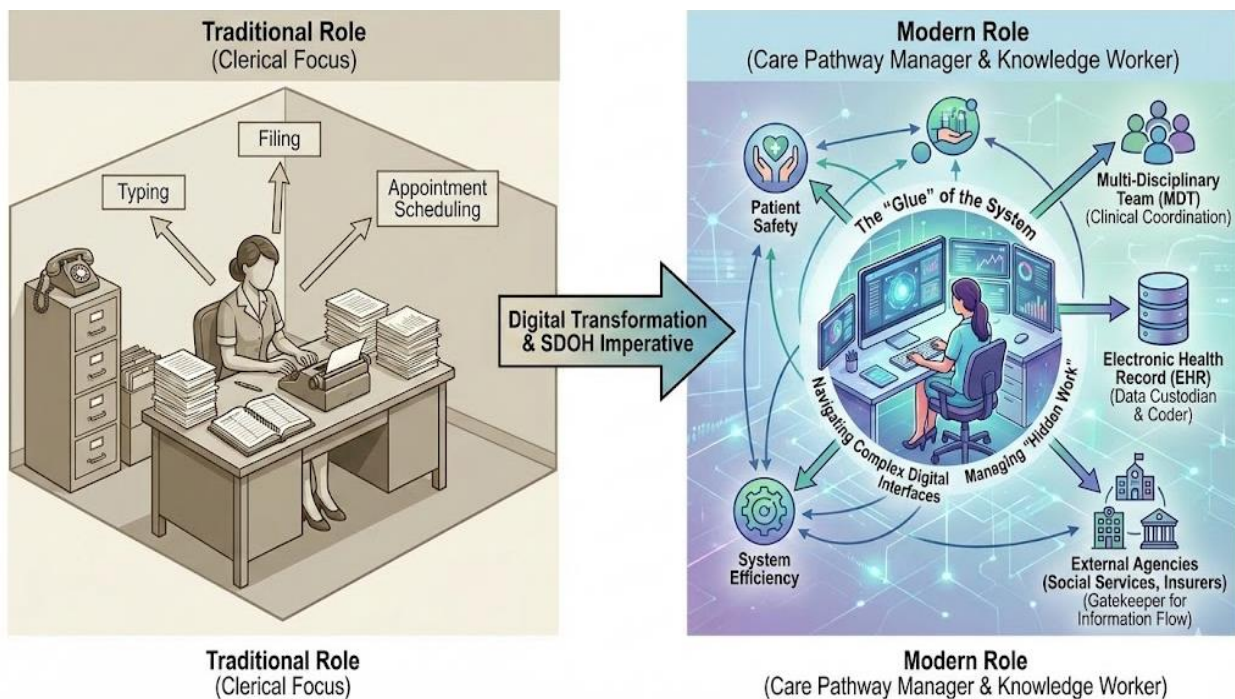 Traditional Role
(Clerical Focus)
Filing
Typing
Appointment
Scheduling
Digital Transformation
& SDOH Imperative
Modern Role
(Care Pathway Manager & Knowledge Worker)
Patient
Safety
The "Glue" of the System
Multi-Disciplinary
Team (MDT)
(Clinical Coordination)
Electronic Health
Record (EHR)
(Data Custodian
& Coder)
Navigating Complex Digital
Interfaces
Managing "Hidden Work"
System
Efficiency
External Agencies
(Social Services, Insurers)
(Gatekeeper for
Information Flow)
Traditional Role
(Clerical Focus)
Modern Role
(Care Pathway Manager & Knowledge Worker)